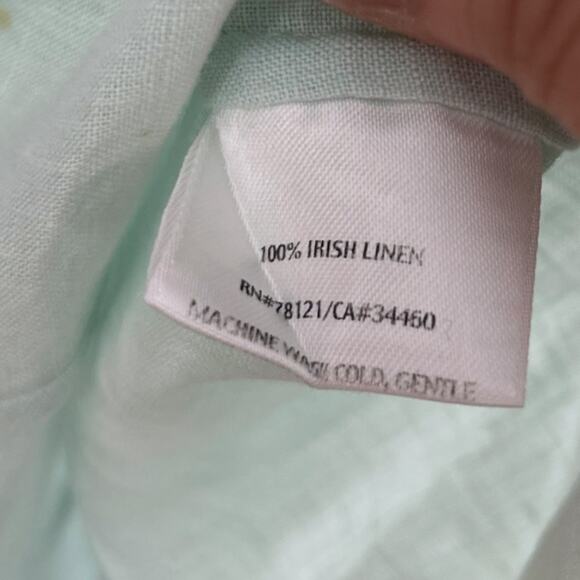 100% IRISH LINEN
RN#78121/CA#34460
MACHINE WASH COLD, GENTLE